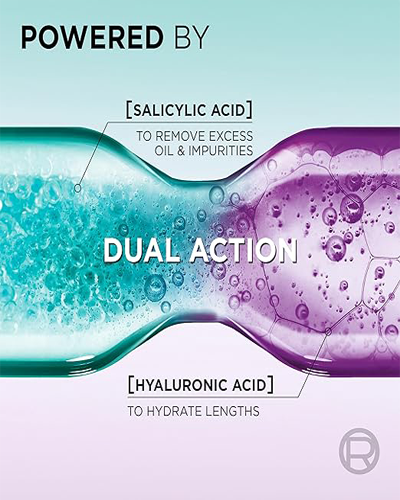 POWERED BY
[SALICYLIC ACID]
TO REMOVE EXCESS
OIL & IMPURITIES
DUAL ACTION
[HYALURONIC ACID]
TO HYDRATE LENGTHS
R